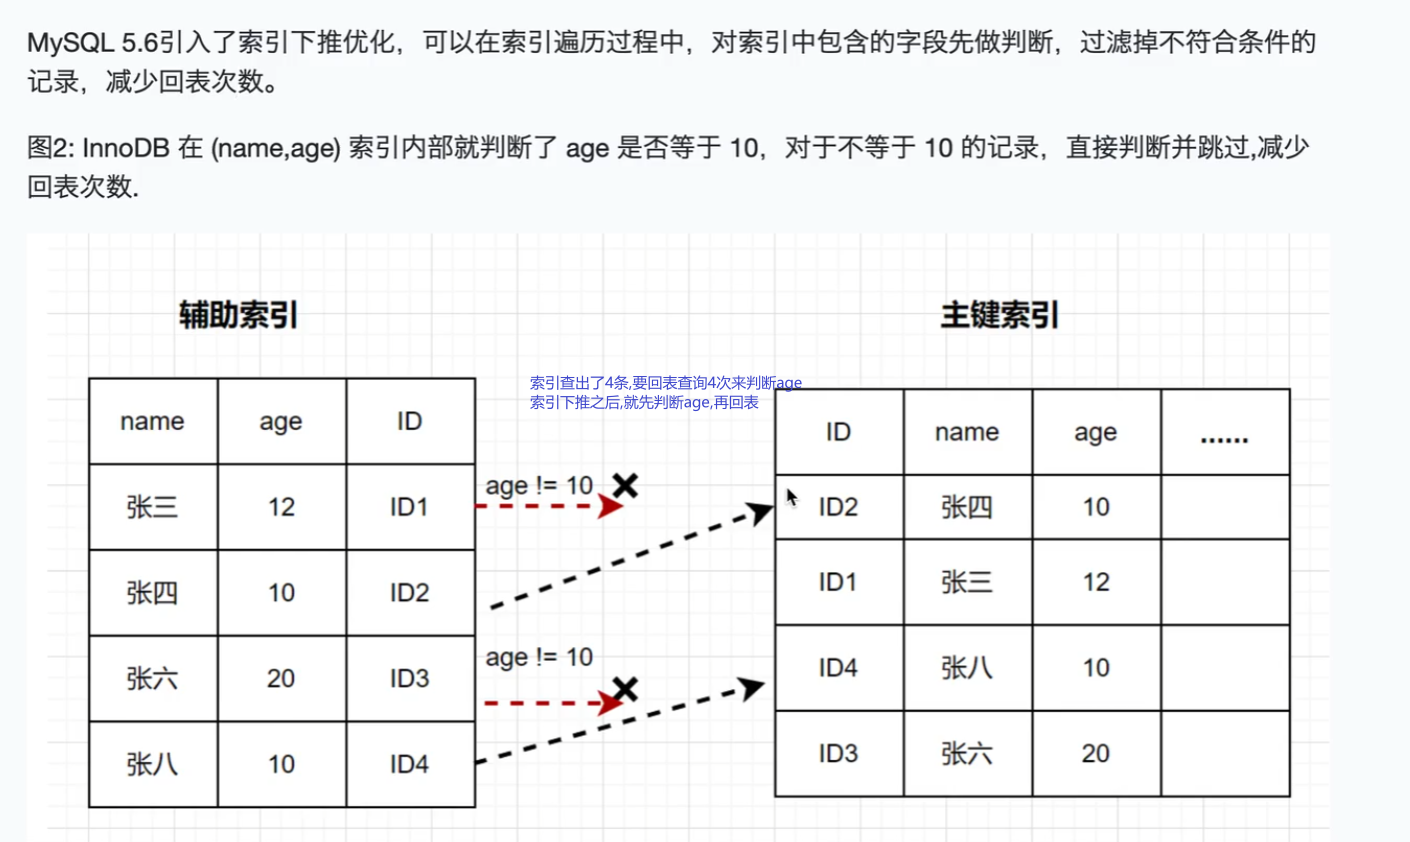 MySQL 5.6引入了索引下推优化，可以在索引遍历过程中，对索引中包含的字段先做判断，过滤掉不符合条件的
记录，减少回表次数。
图2: InnoDB 在 (name,age) 索引内部就判断了 age 是否等于 10，对于不等于 10 的记录，直接判断并跳过,减少
回表次数.
辅助索引
主键索引
索引查出了4条,要回表查询4次来判断age
索引下推之后,就先判断age,再回表
name age ID
张三 12 ID1
张四 10 ID2
张六 20 ID3
张八 10 ID4
age != 10
age != 10
ID name age ......
ID2 张四 10
ID1 张三 12
ID4 张八 10
ID3 张六 20